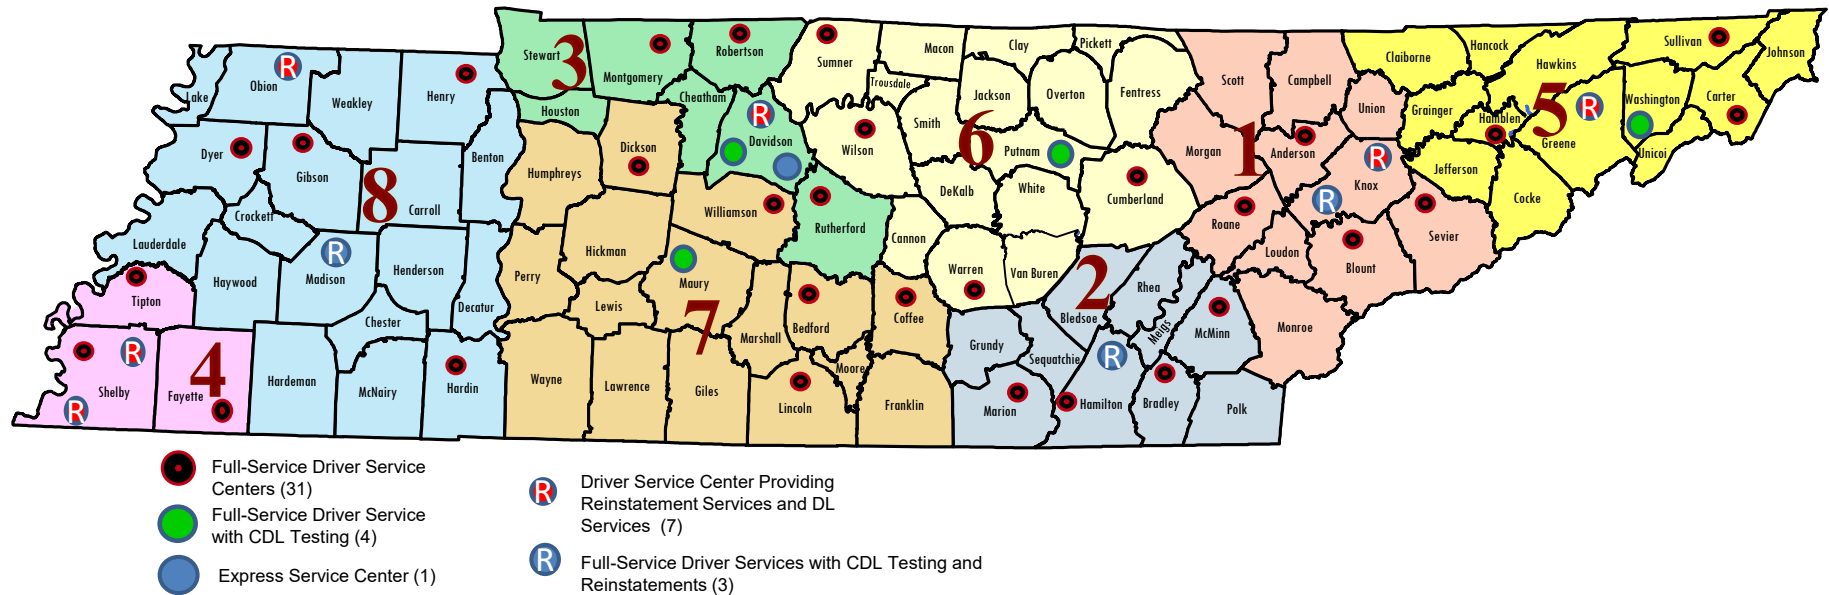 Stewart
3
Montgomery
Robertson
Sumner
Macon
Clay
Pickett
Scott
Campbell
Claiborne
Hancock
Hawkins
Sullivan
Johnson
Lake
Obion
R
Weakley
Henry
Houston
Cheatham
R
Davidson
Trousdale
Smith
Jackson
Overton
Fentress
Union
Grainger
Hamblen
5
R
Greene
Washington
Carter
Unicoi
Dyer
Gibson
8
Carroll
Benton
Humphreys
Dickson
Wilson
6
Putnam
DeKalb
White
Cumberland
Morgan
1
Anderson
R
Knox
R
Jefferson
Cocke
Crockett
Lauderdale
Haywood
R
Madison
Henderson
Decatur
Perry
Hickman
Williamson
Rutherford
Cannon
Warren
Van Buren
2
Bledsoe
Rhea
Meigs
Roane
Loudon
Blount
Sevier
Tipton
Chester
Lewis
Maury
7
Marshall
Bedford
Coffee
Grundy
Sequatchie
R
Hamilton
McMinn
Monroe
R
Shelby
R
4
Fayette
Hardeman
McNairy
Hardin
Wayne
Lawrence
Giles
Lincoln
Moore
Franklin
Marion
Bradley
Polk
Full-Service Driver Service
Centers (31)
Full-Service Driver Service
with CDL Testing (4)
Express Service Center (1)
R
Driver Service Center Providing
Reinstatement Services and DL
Services (7)
R
Full-Service Driver Services with CDL Testing and
Reinstatements (3)